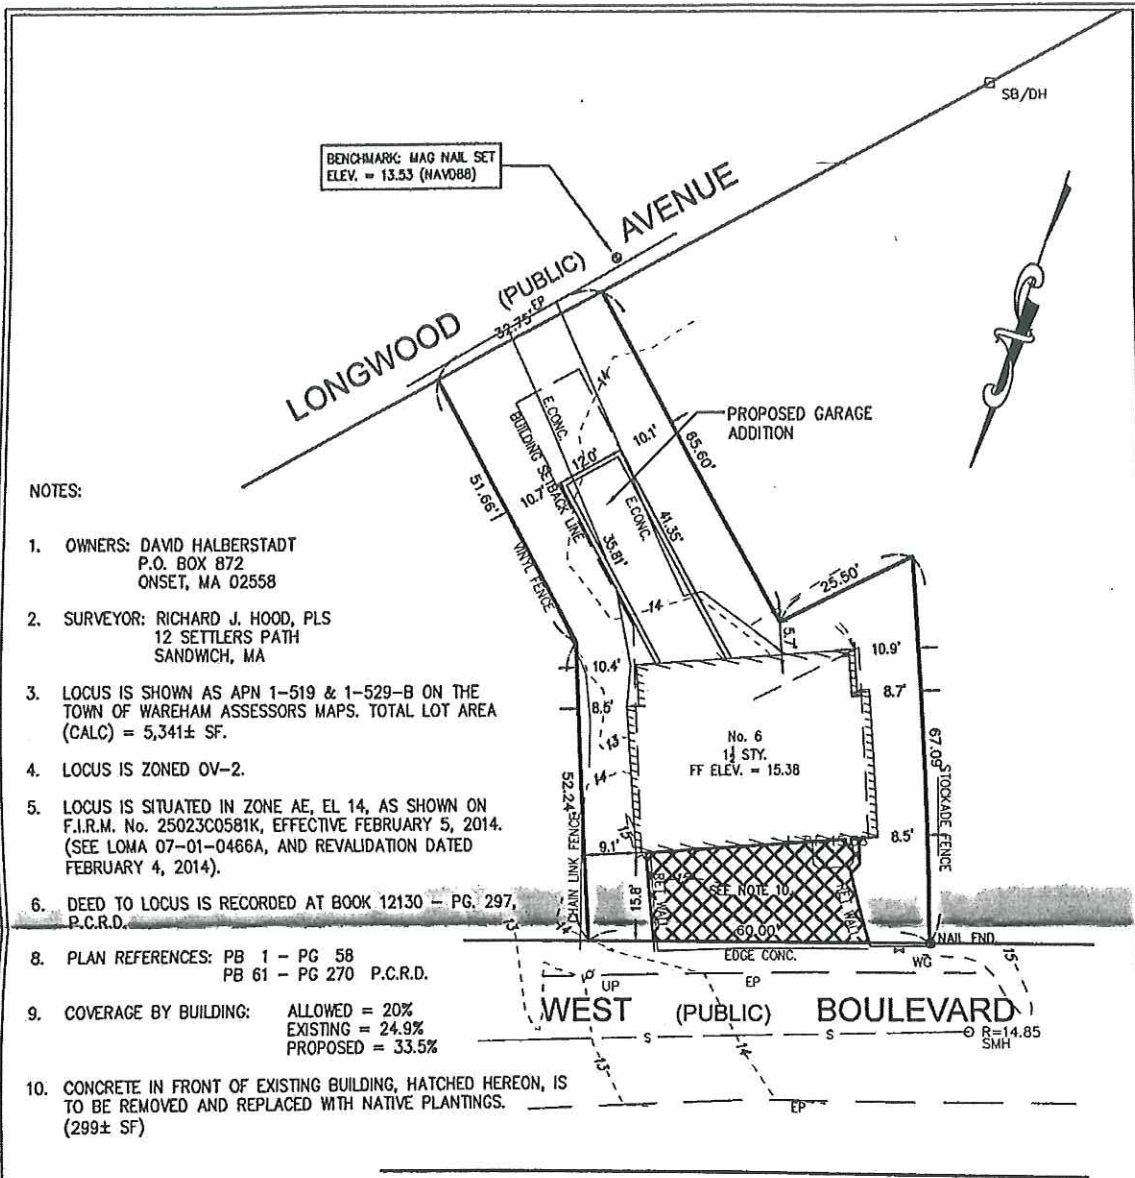 SB/DH
BENCHMARK: MAG NAIL SET
ELEV. = 13.53 (NAVD88)
LONGWOOD (PUBLIC) AVENUE
32.75'
EP
14
E.CONC.
BUILDING SETBACK LINE
PROPOSED GARAGE
ADDITION
10.1'
65.60'
12.0'
10.7'
51.66'
VINYL FENCE
E.CONC.
41.35'
35.81'
14
25.50'
5.7'
10.4'
10.9'
8.5'
8.7'
13
14
No. 6
1½ STY.
FF ELEV. = 15.38
67.09'
STOCKADE FENCE
52.24'
CHAIN LINK FENCE
15
9.1'
8.5'
15.8'
RET WALL
SEE NOTE 10
RET WALL
60.00'
EDGE CONC.
NAIL FND
WG
13
14
15
UP
EP
WEST (PUBLIC) BOULEVARD
S
S
R=14.85
SMH
13
14
EP
NOTES:
1. OWNERS: DAVID HALBERSTADT
P.O. BOX 872
ONSET, MA 02558
2. SURVEYOR: RICHARD J. HOOD, PLS
12 SETTLERS PATH
SANDWICH, MA
3. LOCUS IS SHOWN AS APN 1-519 & 1-529-B ON THE
TOWN OF WAREHAM ASSESSORS MAPS. TOTAL LOT AREA
(CALC) = 5,341± SF.
4. LOCUS IS ZONED OV-2.
5. LOCUS IS SITUATED IN ZONE AE, EL 14, AS SHOWN ON
F.I.R.M. No. 25023C0581K, EFFECTIVE FEBRUARY 5, 2014.
(SEE LOMA 07-01-0466A, AND REVALIDATION DATED
FEBRUARY 4, 2014).
6. DEED TO LOCUS IS RECORDED AT BOOK 12130 - PG. 297,
P.C.R.D.
8. PLAN REFERENCES: PB 1 - PG 58
PB 61 - PG 270 P.C.R.D.
9. COVERAGE BY BUILDING: ALLOWED = 20%
EXISTING = 24.9%
PROPOSED = 33.5%
10. CONCRETE IN FRONT OF EXISTING BUILDING, HATCHED HEREON, IS
TO BE REMOVED AND REPLACED WITH NATIVE PLANTINGS.
(299± SF)